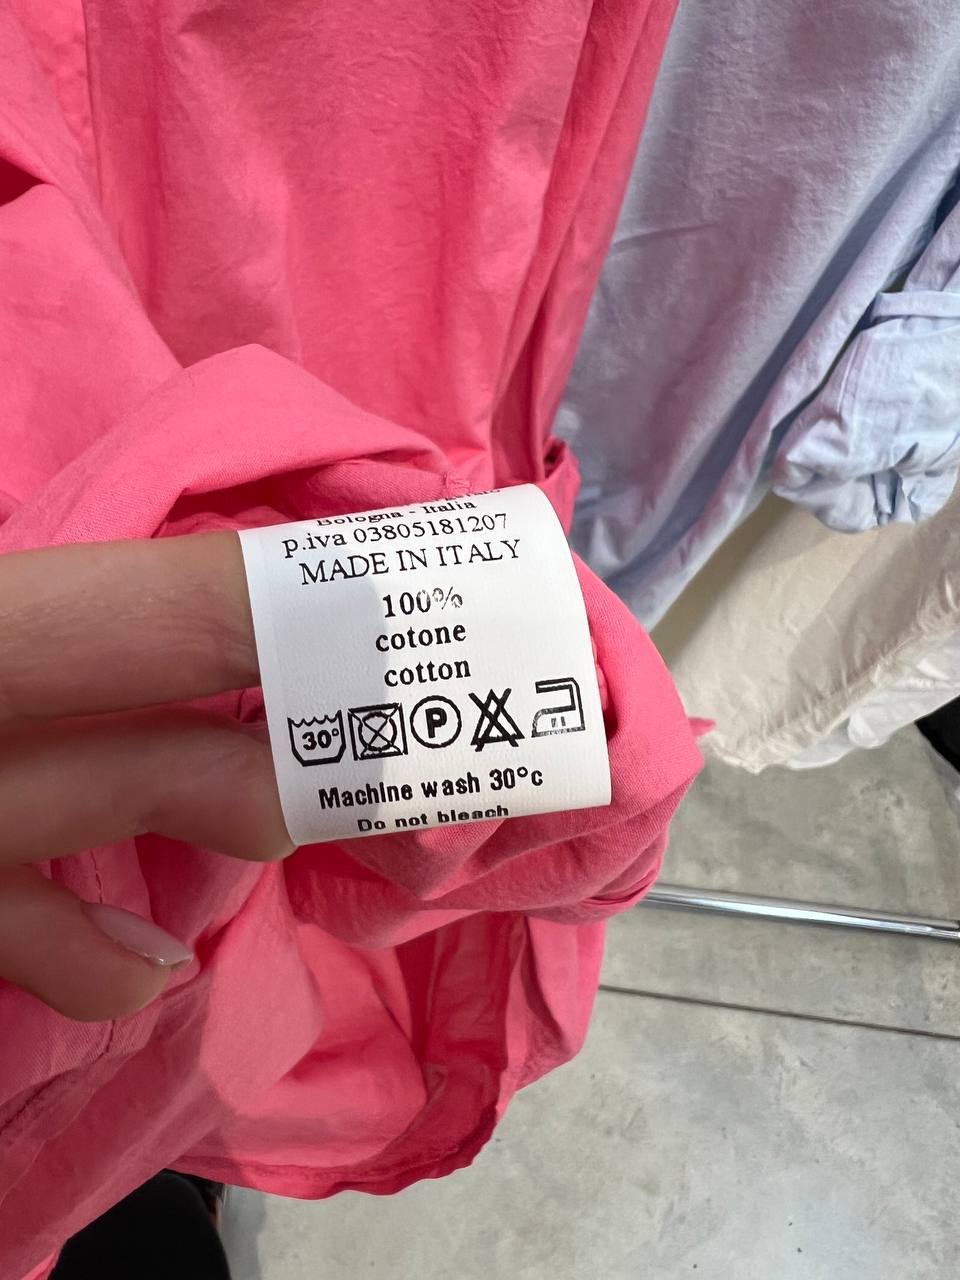 Bologna - Italia
p.iva 03805181207
MADE IN ITALY
100%
cotone
cotton
30° P
Machine wash 30°c
Do not bleach